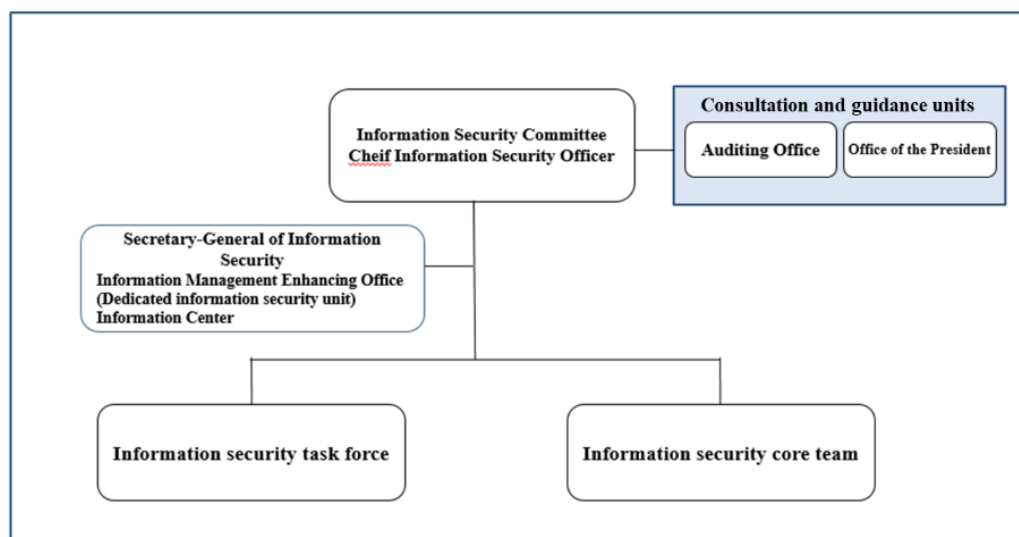 Consultation and guidance units
Information Security Committee
Cheif Information Security Officer
Auditing Office
Office of the President
Secretary-General of Information
Security
Information Management Enhancing Office
(Dedicated information security unit)
Information Center
Information security task force
Information security core team